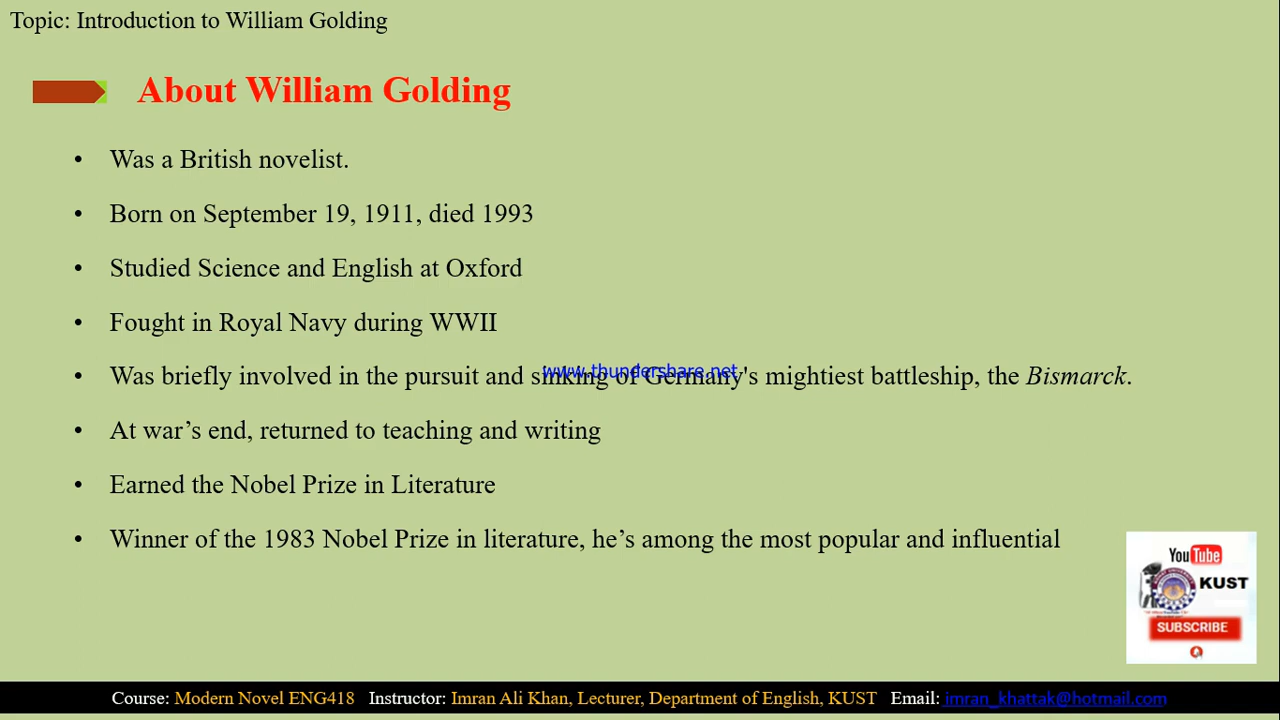 Topic: Introduction to William Golding
About William Golding
• Was a British novelist.
• Born on September 19, 1911, died 1993
• Studied Science and English at Oxford
• Fought in Royal Navy during WWII
• Was briefly involved in the pursuit and sinking of Germany's mightiest battleship, the Bismarck.
www.thundershare.net
• At war’s end, returned to teaching and writing
• Earned the Nobel Prize in Literature
• Winner of the 1983 Nobel Prize in literature, he’s among the most popular and influential
YouTube
KUST
SUBSCRIBE
Course: Modern Novel ENG418 Instructor: Imran Ali Khan, Lecturer, Department of English, KUST Email: imran_khattak@hotmail.com